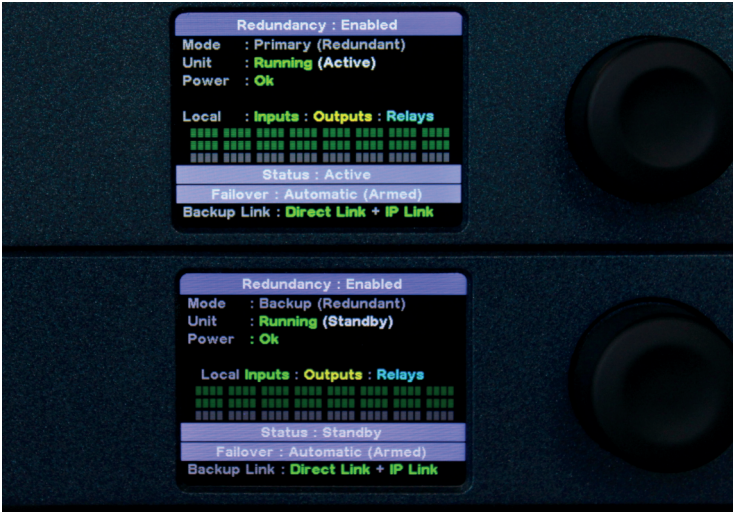 Redundancy : Enabled
Mode : Primary (Redundant)
Unit : Running (Active)
Power : Ok
Local : Inputs : Outputs : Relays
Status : Active
Failover : Automatic (Armed)
Backup Link : Direct Link + IP Link
Redundancy : Enabled
Mode : Backup (Redundant)
Unit : Running (Standby)
Power : Ok
Local Inputs : Outputs : Relays
Status : Standby
Failover : Automatic (Armed)
Backup Link : Direct Link + IP Link